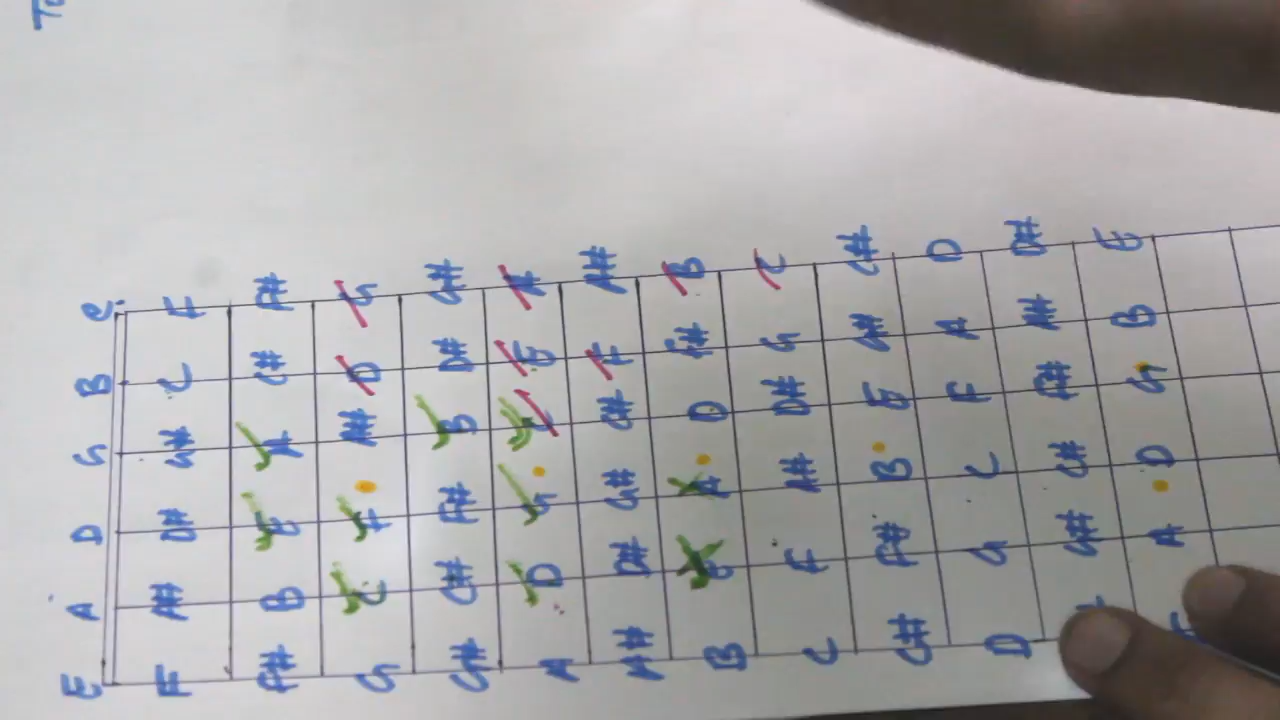 e F F# G G# A A# B C C# D D# E
B C C# D D# E F F# G G# A A# B
G G# A A# B C C# D D# E F F# G
D D# E F F# G G# A A# B C C# D
A A# B C C# D D# E F F# G G# A
E F F# G G# A A# B C C# D